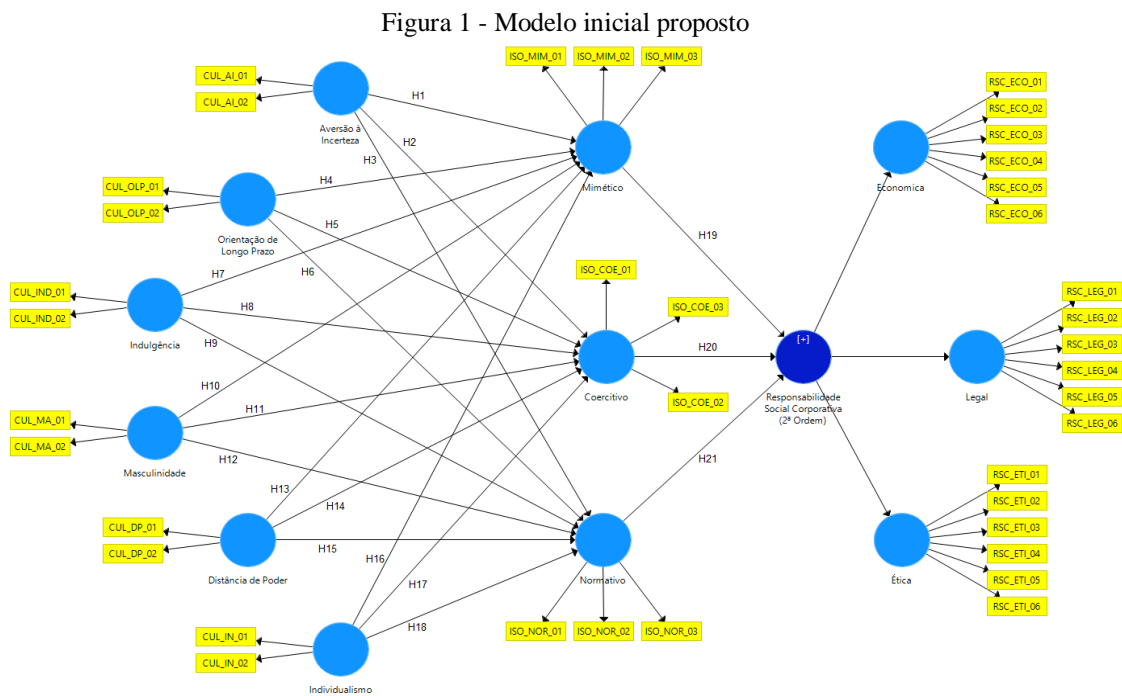 Figura 1 - Modelo inicial proposto
CUL_AI_01
CUL_AI_02
Aversão à
Incerteza
CUL_OLP_01
CUL_OLP_02
Orientação de
Longo Prazo
CUL_IND_01
CUL_IND_02
Indulgência
CUL_MA_01
CUL_MA_02
Masculinidade
CUL_DP_01
CUL_DP_02
Distância de Poder
CUL_IN_01
CUL_IN_02
Individualismo
H1
H2
H3
H4
H5
H6
H7
H8
H9
H10
H11
H12
H13
H14
H15
H16
H17
H18
ISO_MIM_01
ISO_MIM_02
ISO_MIM_03
Mimético
ISO_COE_01
ISO_COE_03
ISO_COE_02
Coercitivo
Normativo
ISO_NOR_01
ISO_NOR_02
ISO_NOR_03
H19
H20
H21
[+]
Responsabilidade
Social Corporativa
(2ª Ordem)
Economica
RSC_ECO_01
RSC_ECO_02
RSC_ECO_03
RSC_ECO_04
RSC_ECO_05
RSC_ECO_06
Legal
RSC_LEG_01
RSC_LEG_02
RSC_LEG_03
RSC_LEG_04
RSC_LEG_05
RSC_LEG_06
Ética
RSC_ETI_01
RSC_ETI_02
RSC_ETI_03
RSC_ETI_04
RSC_ETI_05
RSC_ETI_06